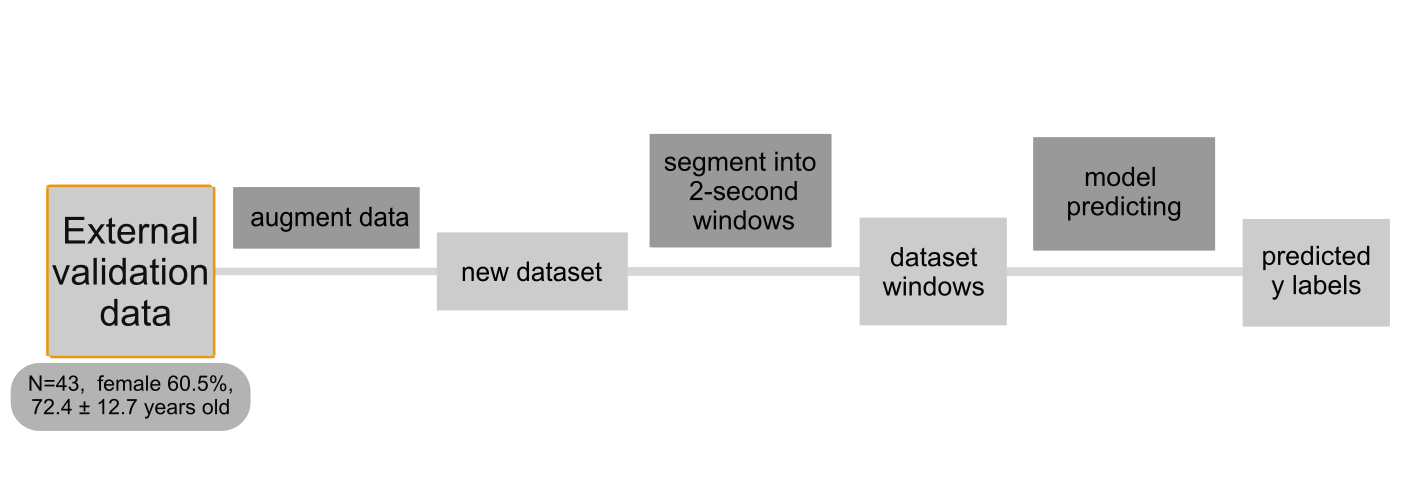 External
validation
data
N=43, female 60.5%,
72.4 ± 12.7 years old
augment data
new dataset
segment into
2-second
windows
dataset
windows
model
predicting
predicted
y labels